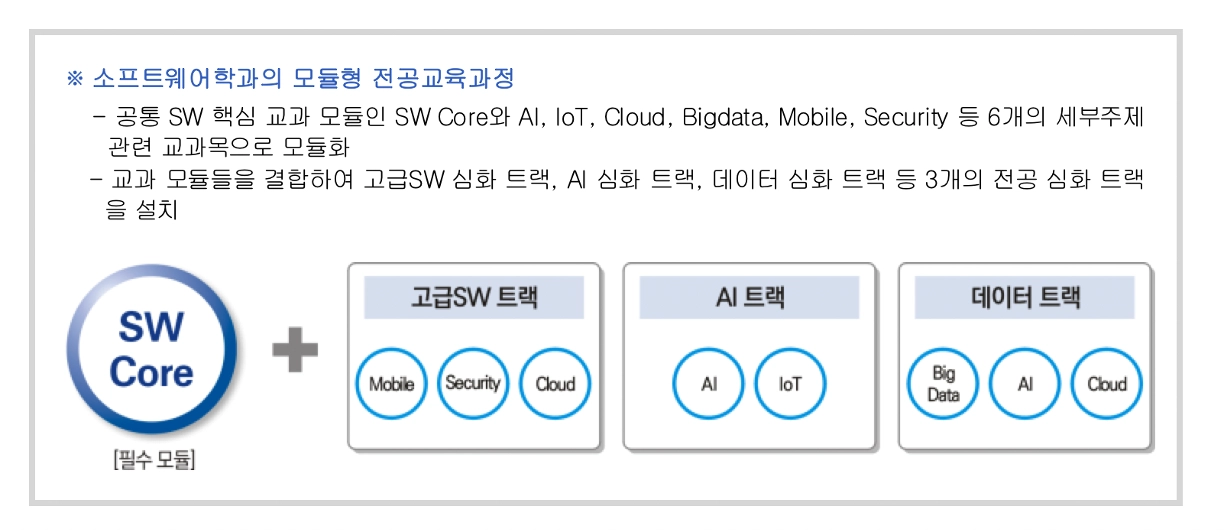 ※ 소프트웨어학과의 모듈형 전공교육과정
- 공통 SW 핵심 교과 모듈인 SW Core와 AI, IoT, Cloud, Bigdata, Mobile, Security 등 6개의 세부주제
관련 교과목으로 모듈화
- 교과 모듈들을 결합하여 고급SW 심화 트랙, AI 심화 트랙, 데이터 심화 트랙 등 3개의 전공 심화 트랙
을 설치
SW
Core
[필수 모듈]
고급SW 트랙
Mobile Security Cloud
AI 트랙
AI IoT
데이터 트랙
Big
Data
AI Cloud